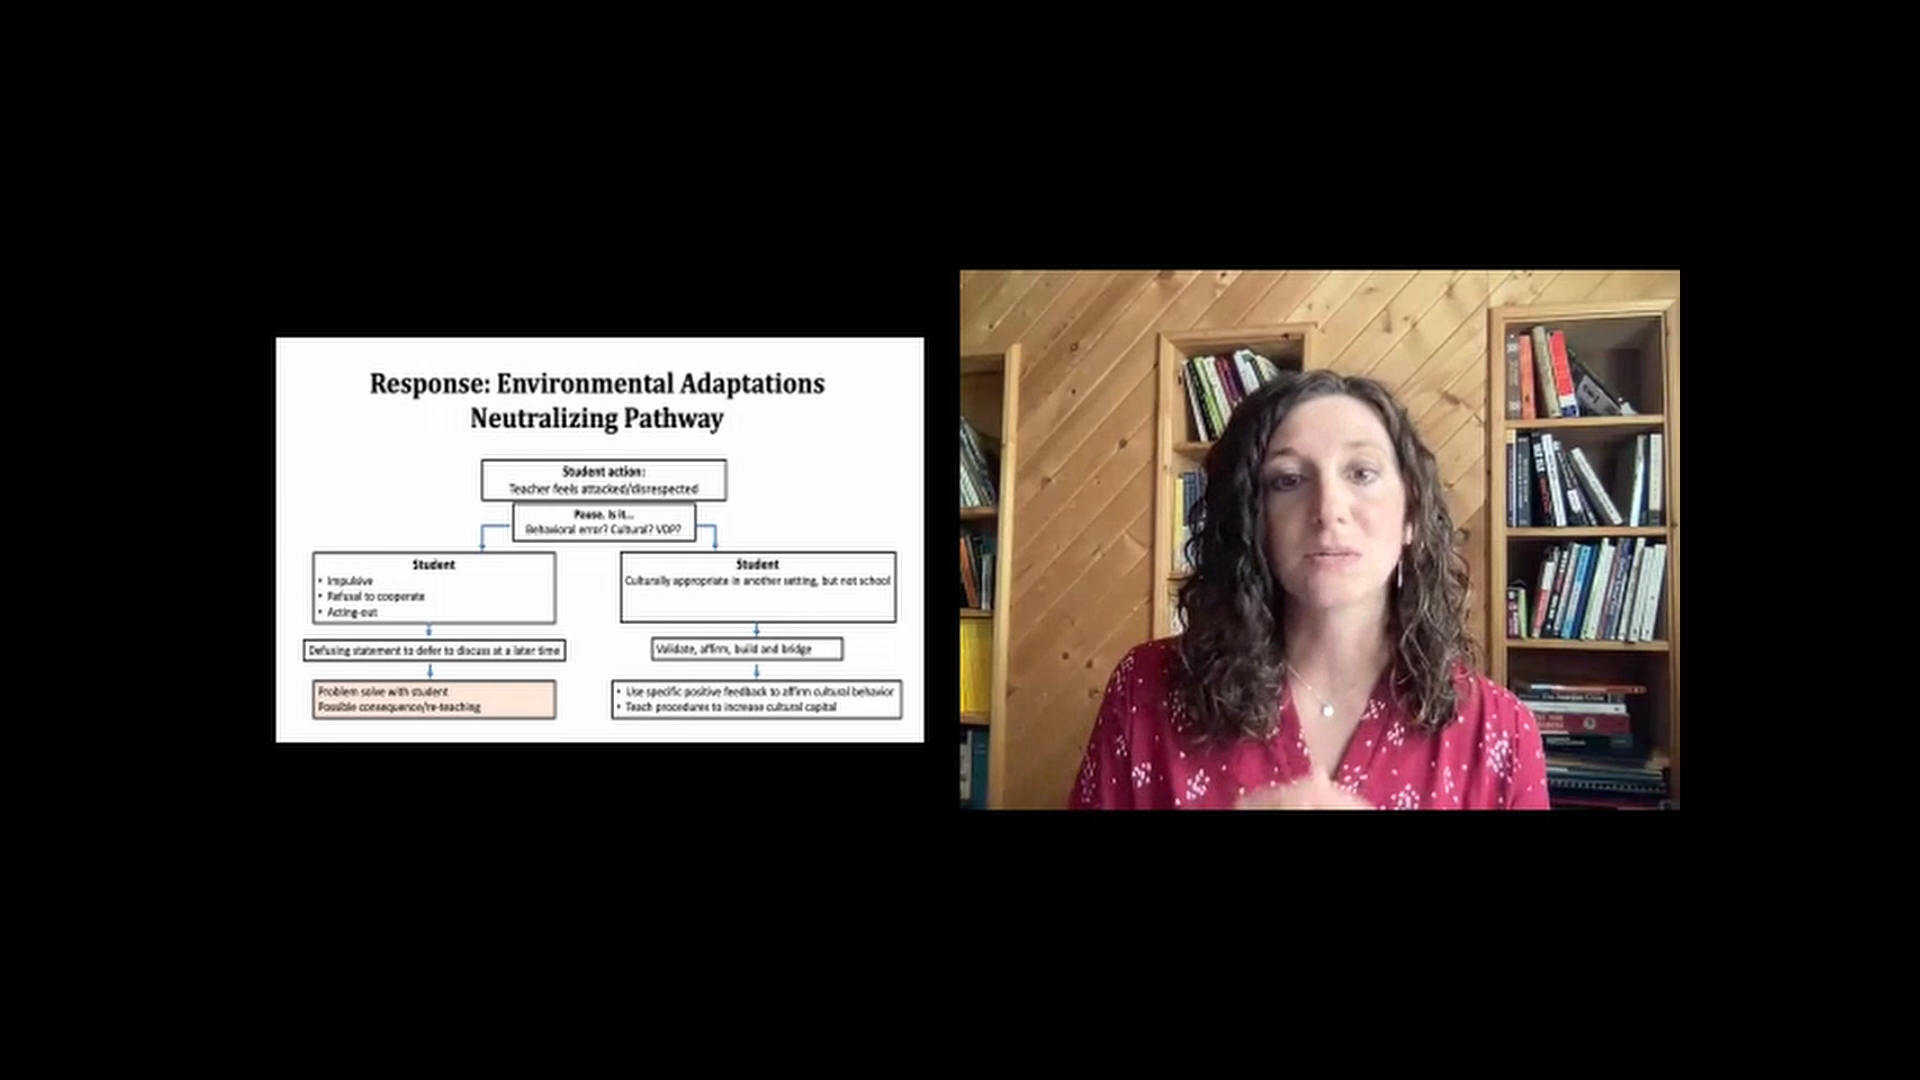 Response: Environmental Adaptations
Neutralizing Pathway
Student action:
Teacher feels attacked/disrespected
Pause. Is it...
Behavioral error? Cultural? VDP?
Student
• Impulsive
• Refusal to cooperate
• Acting-out
Defusing statement to defer to discuss at a later time
Problem solve with student
Possible consequence/re-teaching
Student
Culturally appropriate in another setting, but not school
Validate, affirm, build and bridge
• Use specific positive feedback to affirm cultural behavior
• Teach procedures to increase cultural capital